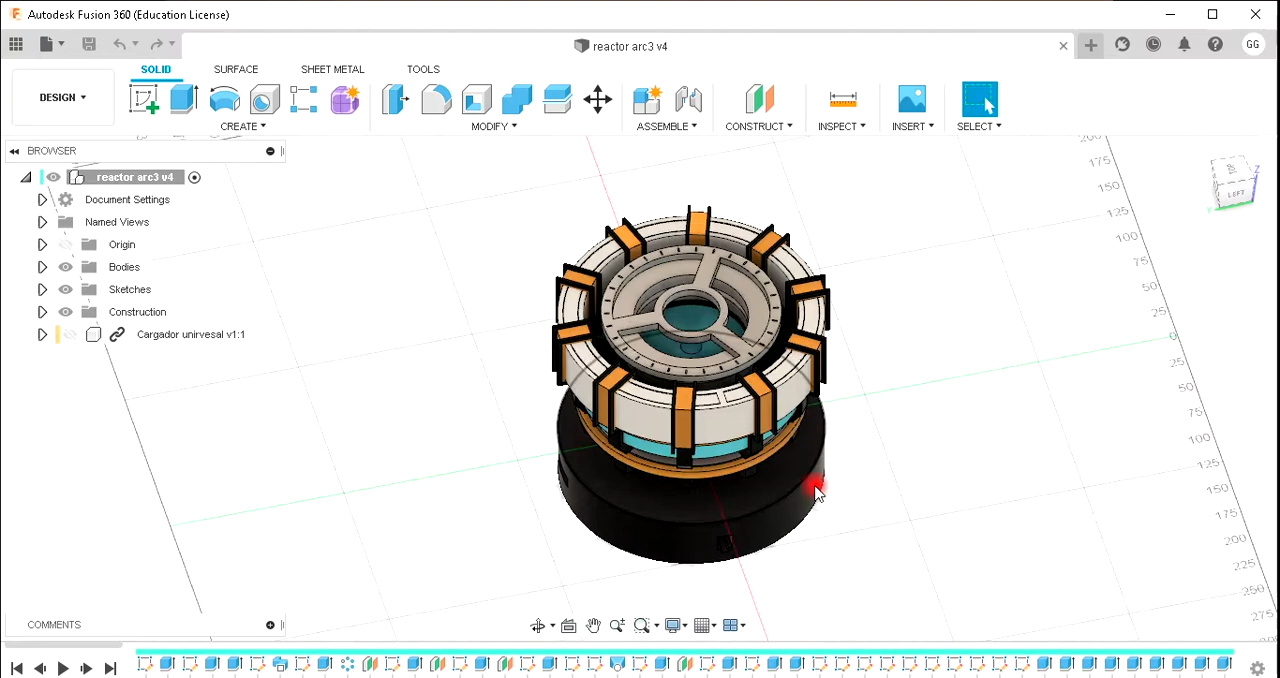 Autodesk Fusion 360 (Education License)
reactor arc3 v4
GG
SOLID SURFACE SHEET METAL TOOLS
DESIGN
CREATE MODIFY ASSEMBLE CONSTRUCT INSPECT INSERT SELECT
BROWSER
reactor arc3 v4
Document Settings
Named Views
Origin
Bodies
Sketches
Construction
Cargador unirvesal v1:1
LEFT
Z
200
175
150
125
100
75
50
25
0
25
50
75
100
125
150
175
200
225
250
275
COMMENTS